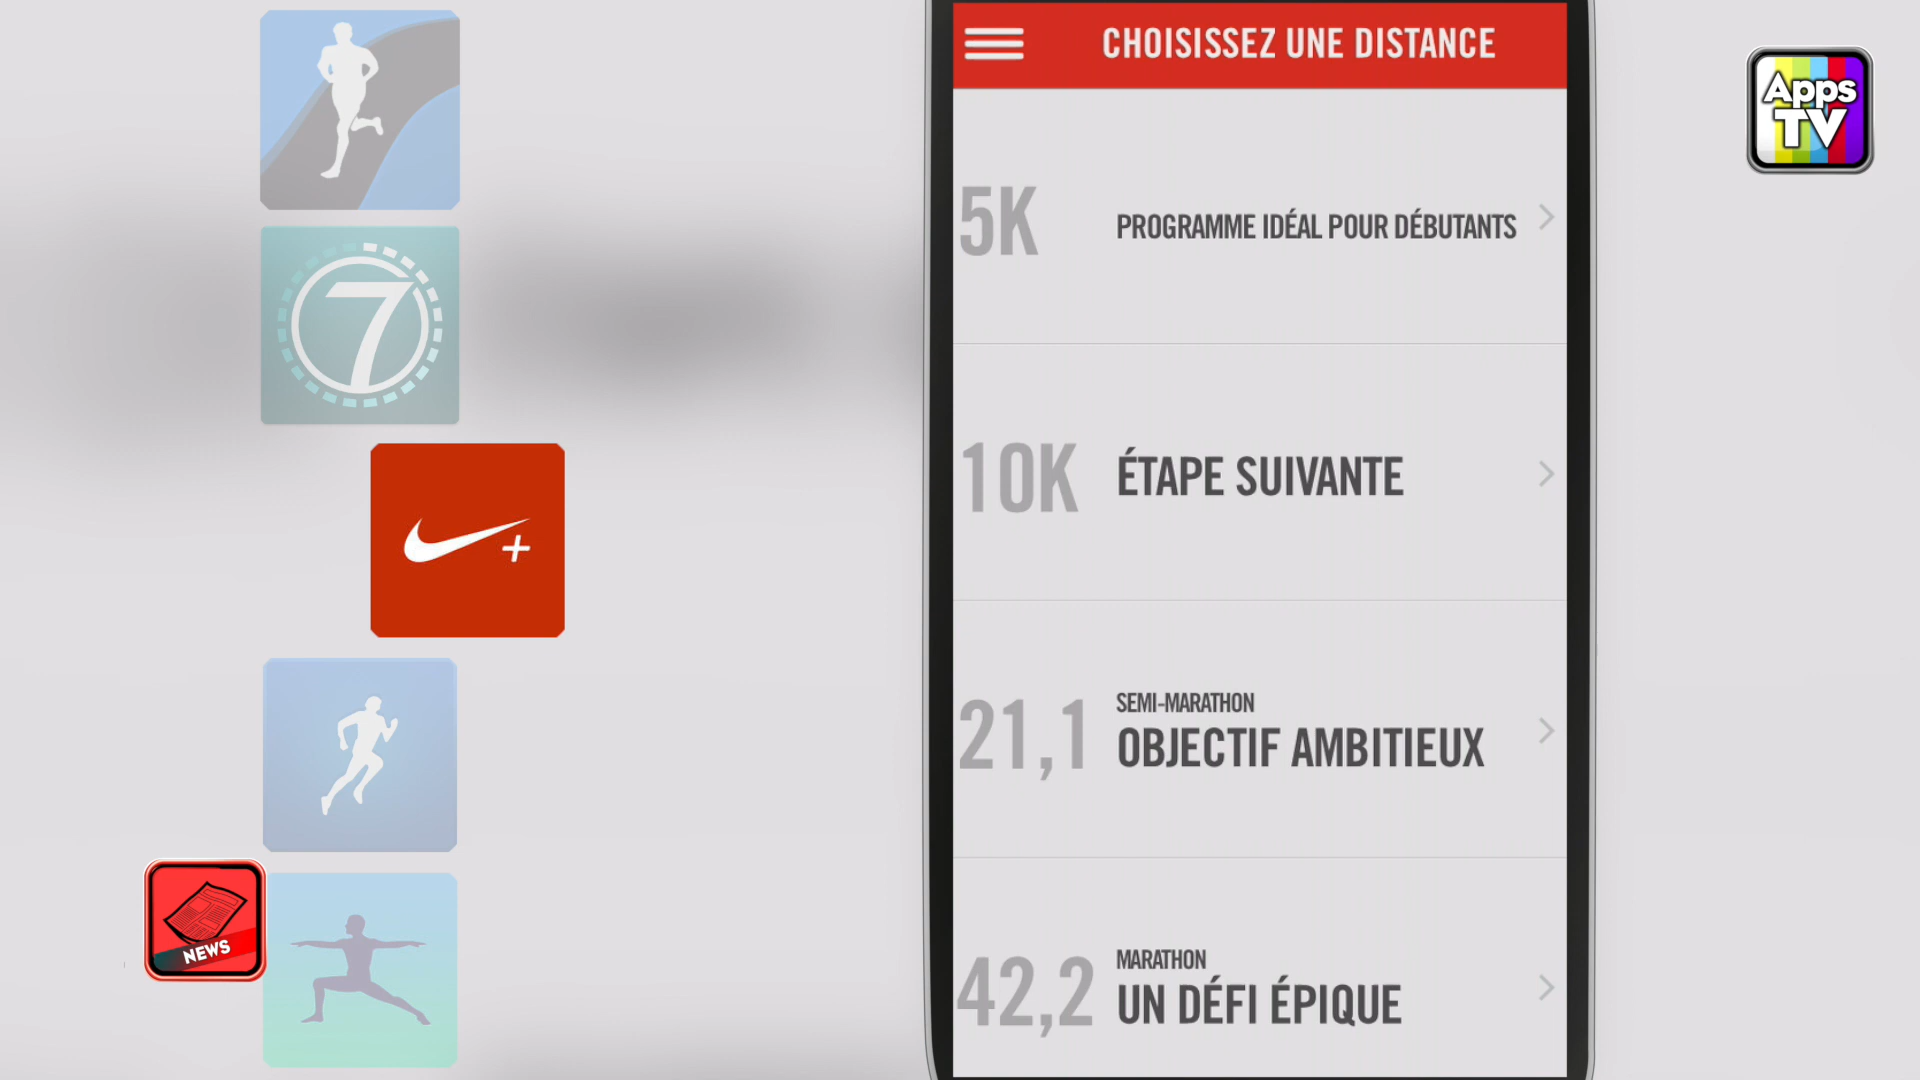 CHOISISSEZ UNE DISTANCE
Apps
TV
5K
PROGRAMME IDÉAL POUR DÉBUTANTS
7
10K
ÉTAPE SUIVANTE
+
21,1
SEMI-MARATHON
OBJECTIF AMBITIEUX
42,2
MARATHON
UN DÉFI ÉPIQUE
NEWS